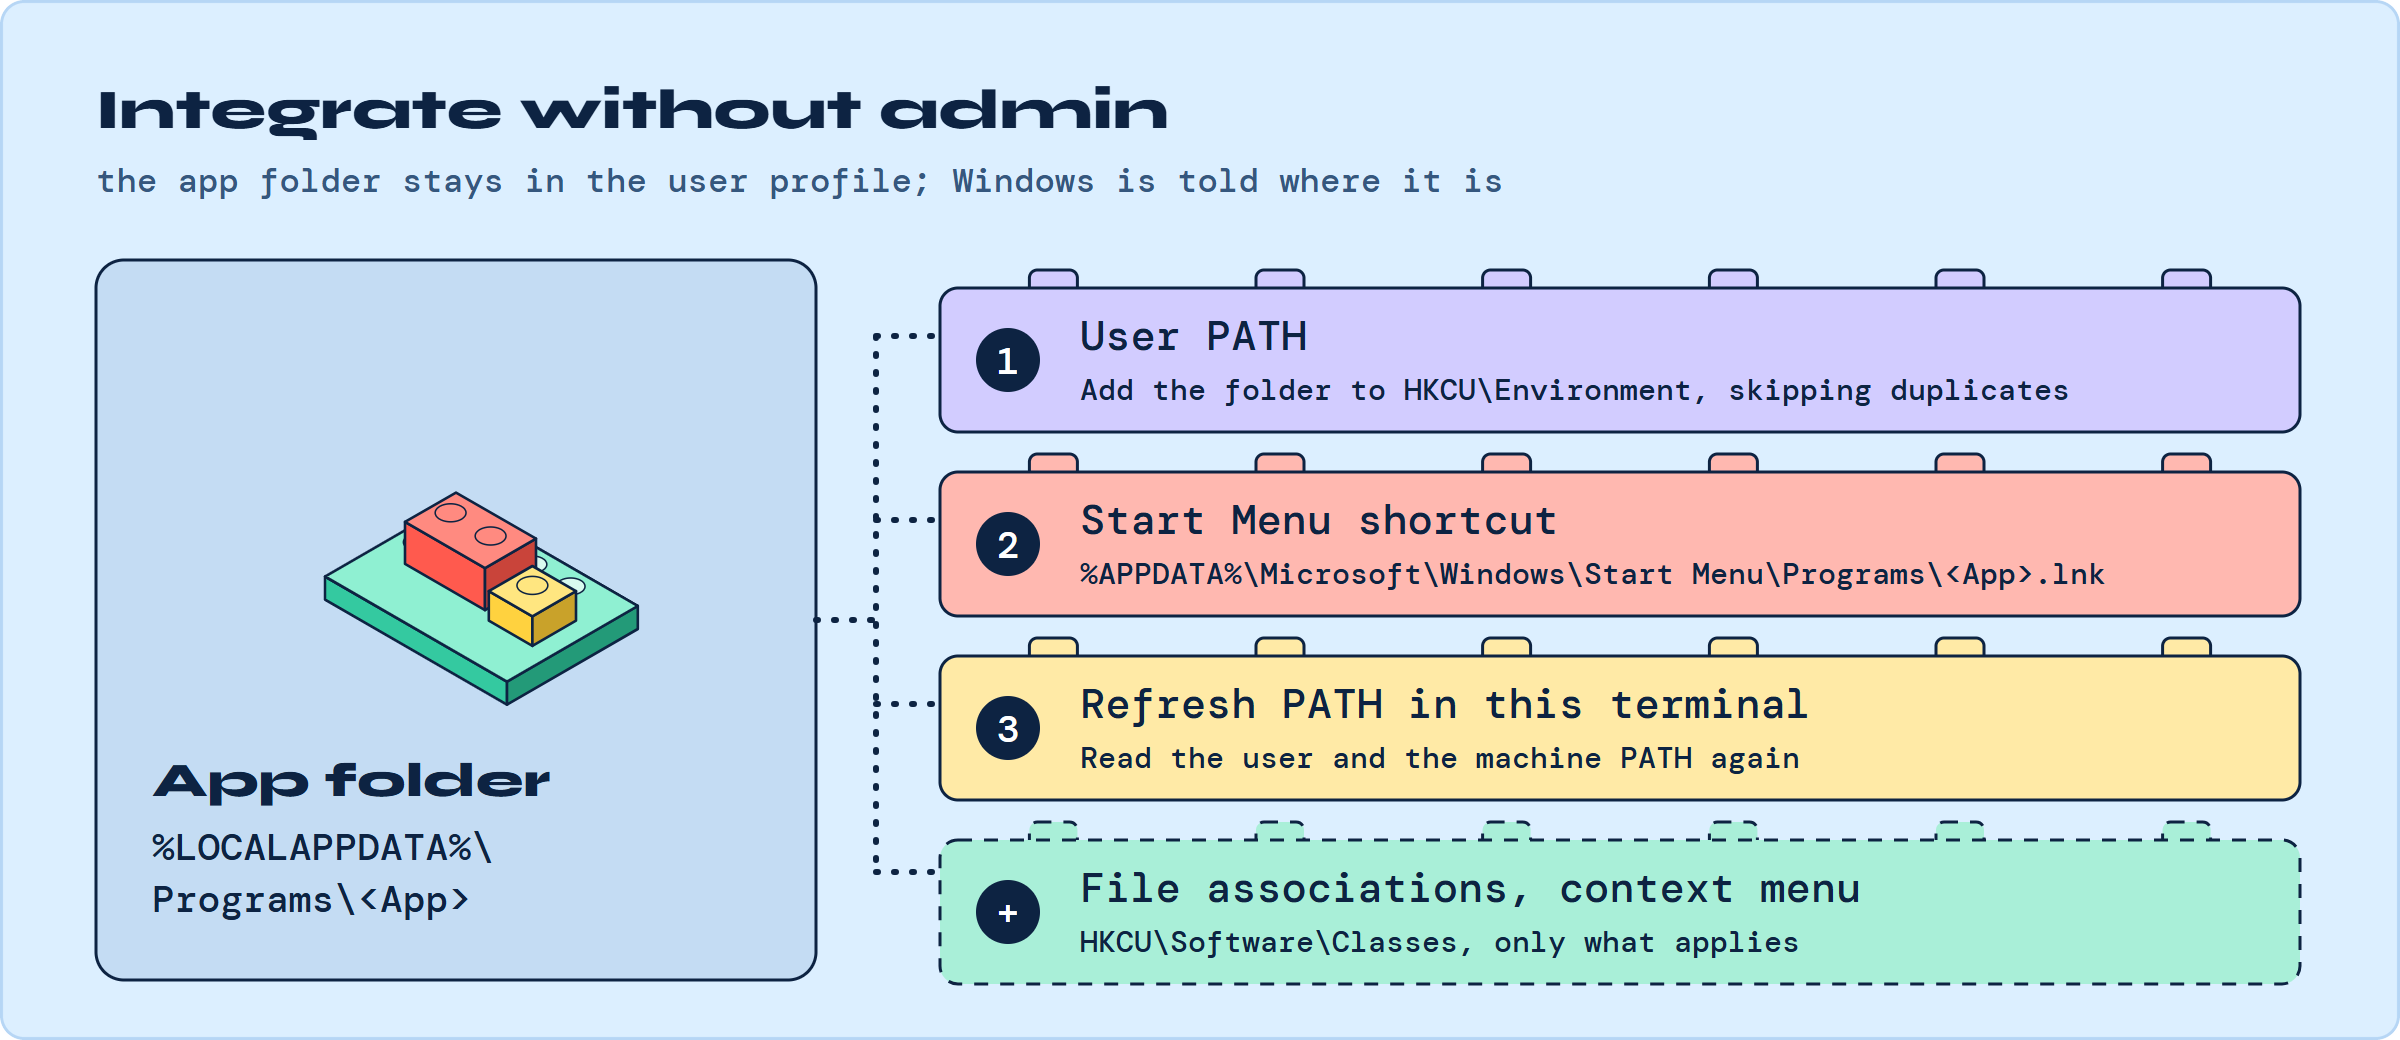 Integrate without admin
the app folder stays in the user profile; Windows is told where it is
App folder
%LOCALAPPDATA%\
Programs\<App>
1
User PATH
Add the folder to HKCU\Environment, skipping duplicates
2
Start Menu shortcut
%APPDATA%\Microsoft\Windows\Start Menu\Programs\<App>.lnk
3
Refresh PATH in this terminal
Read the user and the machine PATH again
+
File associations, context menu
HKCU\Software\Classes, only what applies